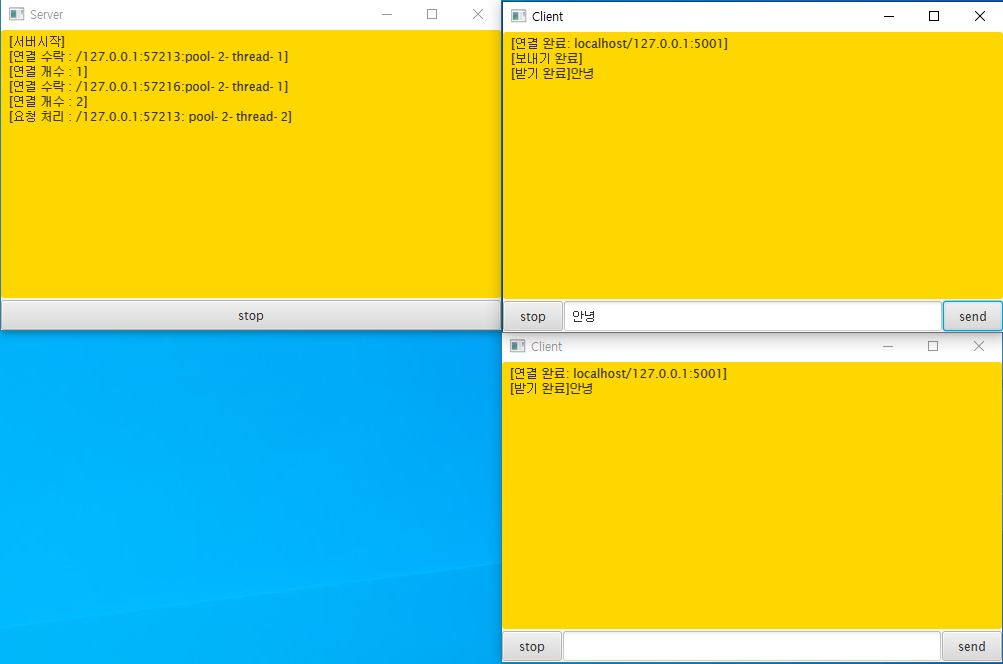 Server
[서버시작]
[연결 수락 : /127.0.0.1:57213:pool- 2- thread- 1]
[연결 개수 : 1]
[연결 수락 : /127.0.0.1:57216:pool- 2- thread- 1]
[연결 개수 : 2]
[요청 처리 : /127.0.0.1:57213: pool- 2- thread- 2]
stop
Client
[연결 완료: localhost/127.0.0.1:5001]
[보내기 완료]
[받기 완료]안녕
stop 안녕 send
Client
[연결 완료: localhost/127.0.0.1:5001]
[받기 완료]안녕
stop send